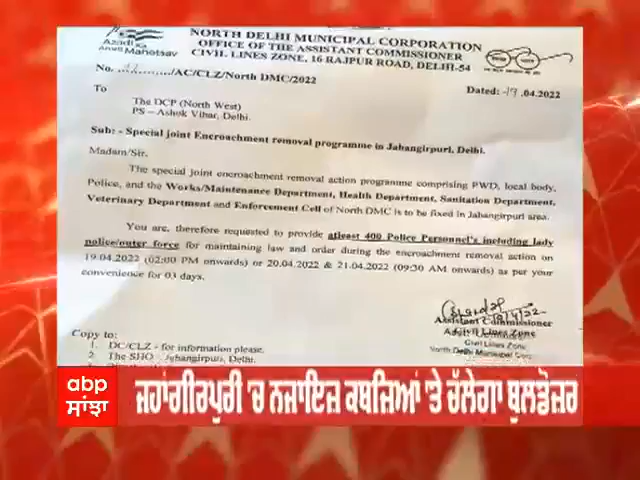 Azadi Ka
Amrit Mahotsav
NORTH DELHI MUNICIPAL CORPORATION
OFFICE OF THE ASSISTANT COMMISSIONER
CIVIL LINES ZONE, 16 RAJPUR ROAD, DELHI-54
No. /AC/CLZ/North DMC/2022
Dated: -19.04.2022
To
The DCP (North West)
PS – Ashok Vihar, Delhi.
Sub: - Special joint Encroachment removal programme in Jahangirpuri, Delhi.
Madam/Sir.
The special joint encroachment removal action programme comprising PWD, local body,
Police, and the Works/Maintenance Department, Health Department, Sanitation Department,
Veterinary Department and Enforcement Cell of North DMC is to be fixed in Jahangirpuri area.
You are, therefore requested to provide atleast 400 Police Personnel's including lady
police/outer force for maintaining law and order during the encroachment removal action on
19.04.2022 (02:00 PM onwards) or 20.04.2022 & 21.04.2022 (09:30 AM onwards) as per your
convenience for 03 days.
Assistant Commissioner
Civil Lines Zone
Civil Lines Zone
North Delhi Municipal Corp
Copy to:
1. DC/CLZ - for information please.
2. The SHO - Jahangirpuri, Delhi.
abp
ਸਾਂਝਾ
ਜਹਾਂਗੀਰਪੁਰੀ 'ਚ ਨਜਾਇਜ਼ ਕਬਜ਼ਿਆਂ 'ਤੇ ਚੱਲੇਗਾ ਬੁਲਡੋਜ਼ਰ